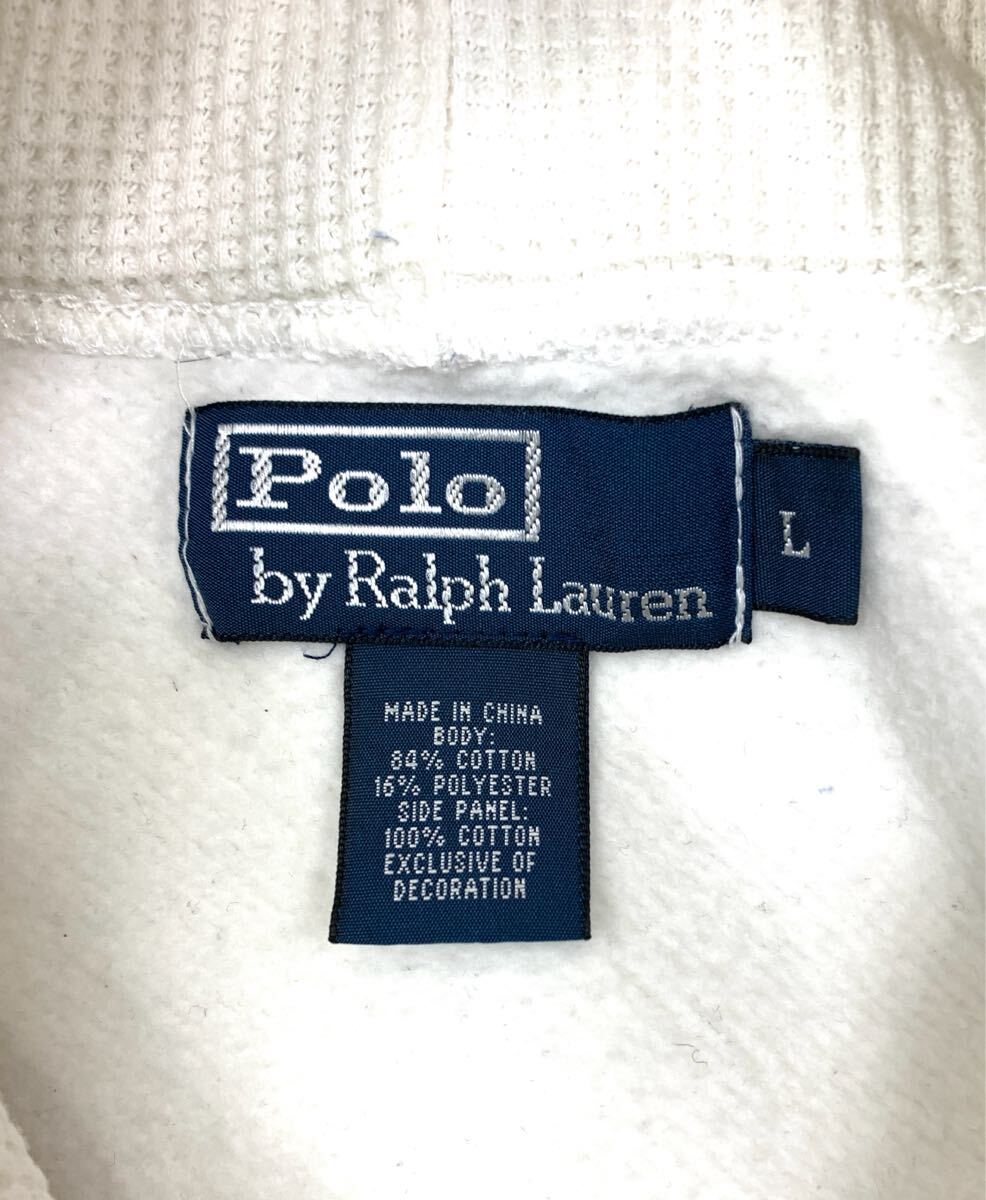 Polo
by Ralph Lauren
L
MADE IN CHINA
BODY:
84% COTTON
16% POLYESTER
SIDE PANEL:
100% COTTON
EXCLUSIVE OF
DECORATION